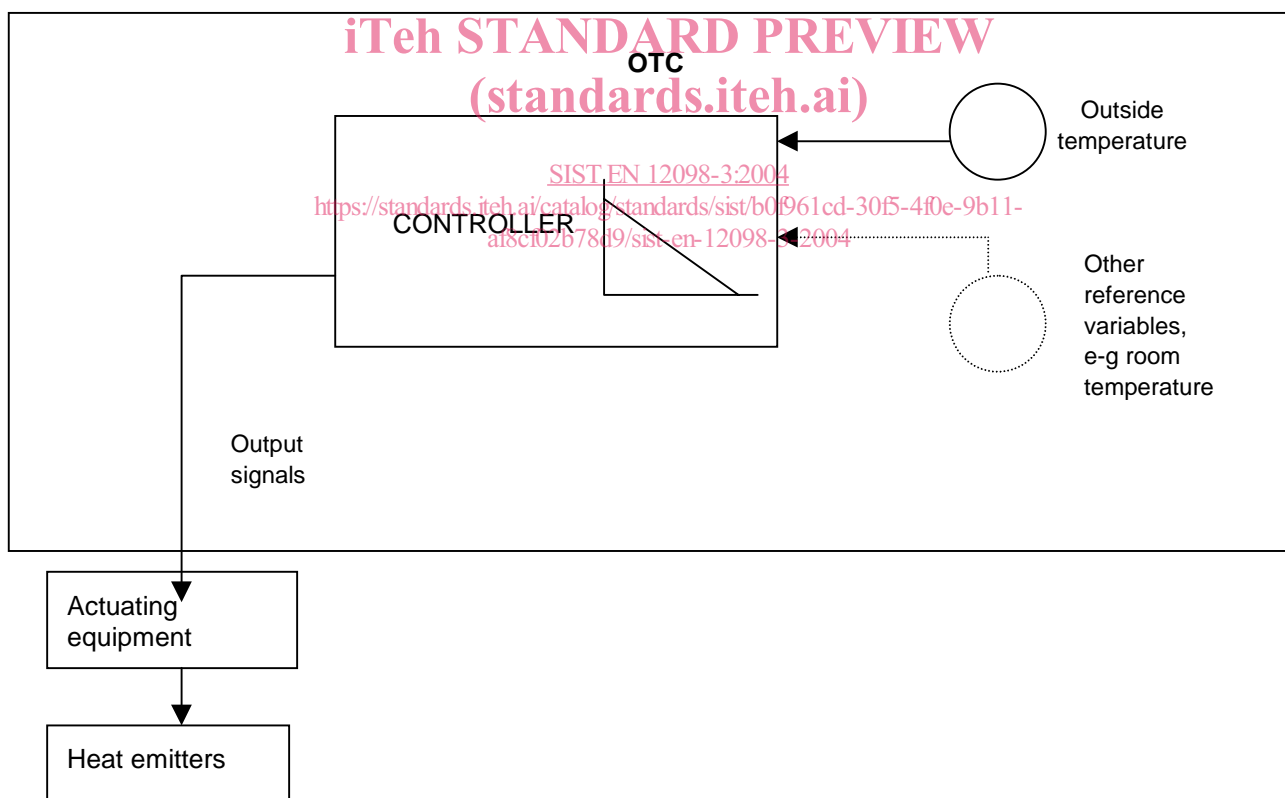 iTeh STANDARD PREVIEW
OTC
(standards.iteh.ai)
Outside
temperature
SIST EN 12098-3:2004
https://standards.iteh.ai/catalog/standards/sist/b0f961cd-30f5-4f0e-9b11-
af8cf02b78d9/sist-en-12098-3-2004
CONTROLLER
Other
reference
variables,
e-g room
temperature
Output
signals
Actuating
equipment
Heat emitters